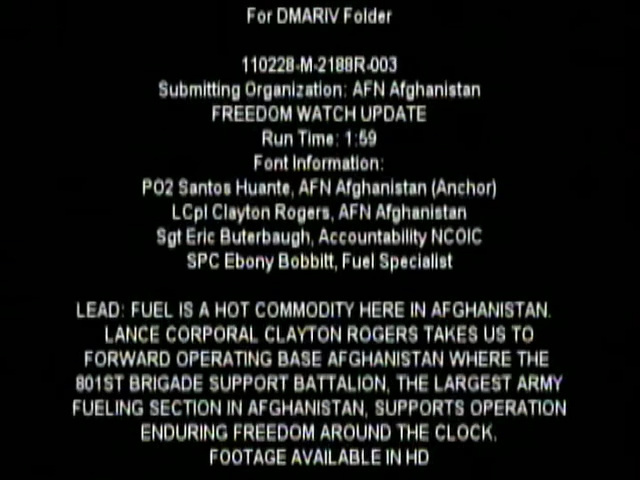 For DMARIV Folder
110228-M-2188R-003
Submitting Organization: AFN Afghanistan
FREEDOM WATCH UPDATE
Run Time: 1:59
Font Information:
PO2 Santos Huante, AFN Afghanistan (Anchor)
LCpl Clayton Rogers, AFN Afghanistan
Sgt Eric Buterbaugh, Accountability NCOIC
SPC Ebony Bobbitt, Fuel Specialist
LEAD: FUEL IS A HOT COMMODITY HERE IN AFGHANISTAN.
LANCE CORPORAL CLAYTON ROGERS TAKES US TO
FORWARD OPERATING BASE AFGHANISTAN WHERE THE
801ST BRIGADE SUPPORT BATTALION, THE LARGEST ARMY
FUELING SECTION IN AFGHANISTAN, SUPPORTS OPERATION
ENDURING FREEDOM AROUND THE CLOCK.
FOOTAGE AVAILABLE IN HD